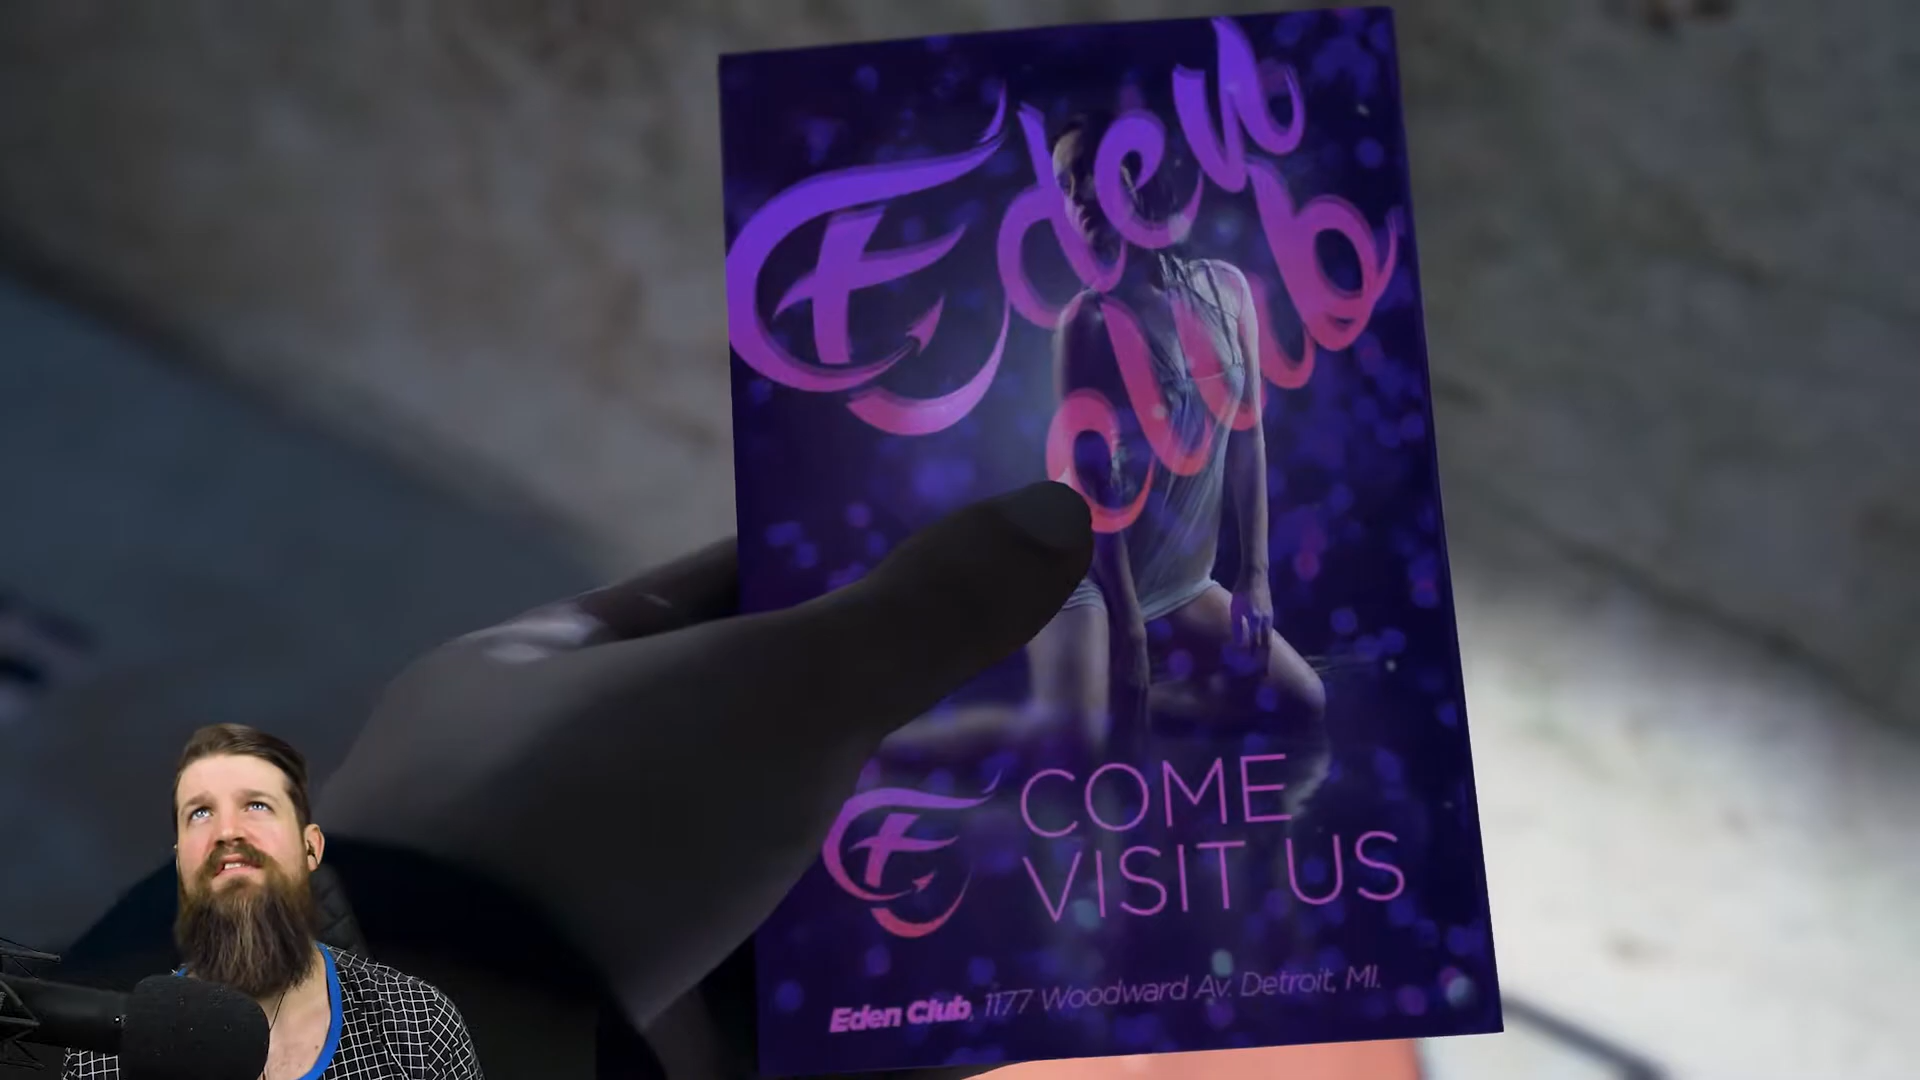 Eden
club
COME
VISIT US
Eden Club, 1177 Woodward Av. Detroit, MI.